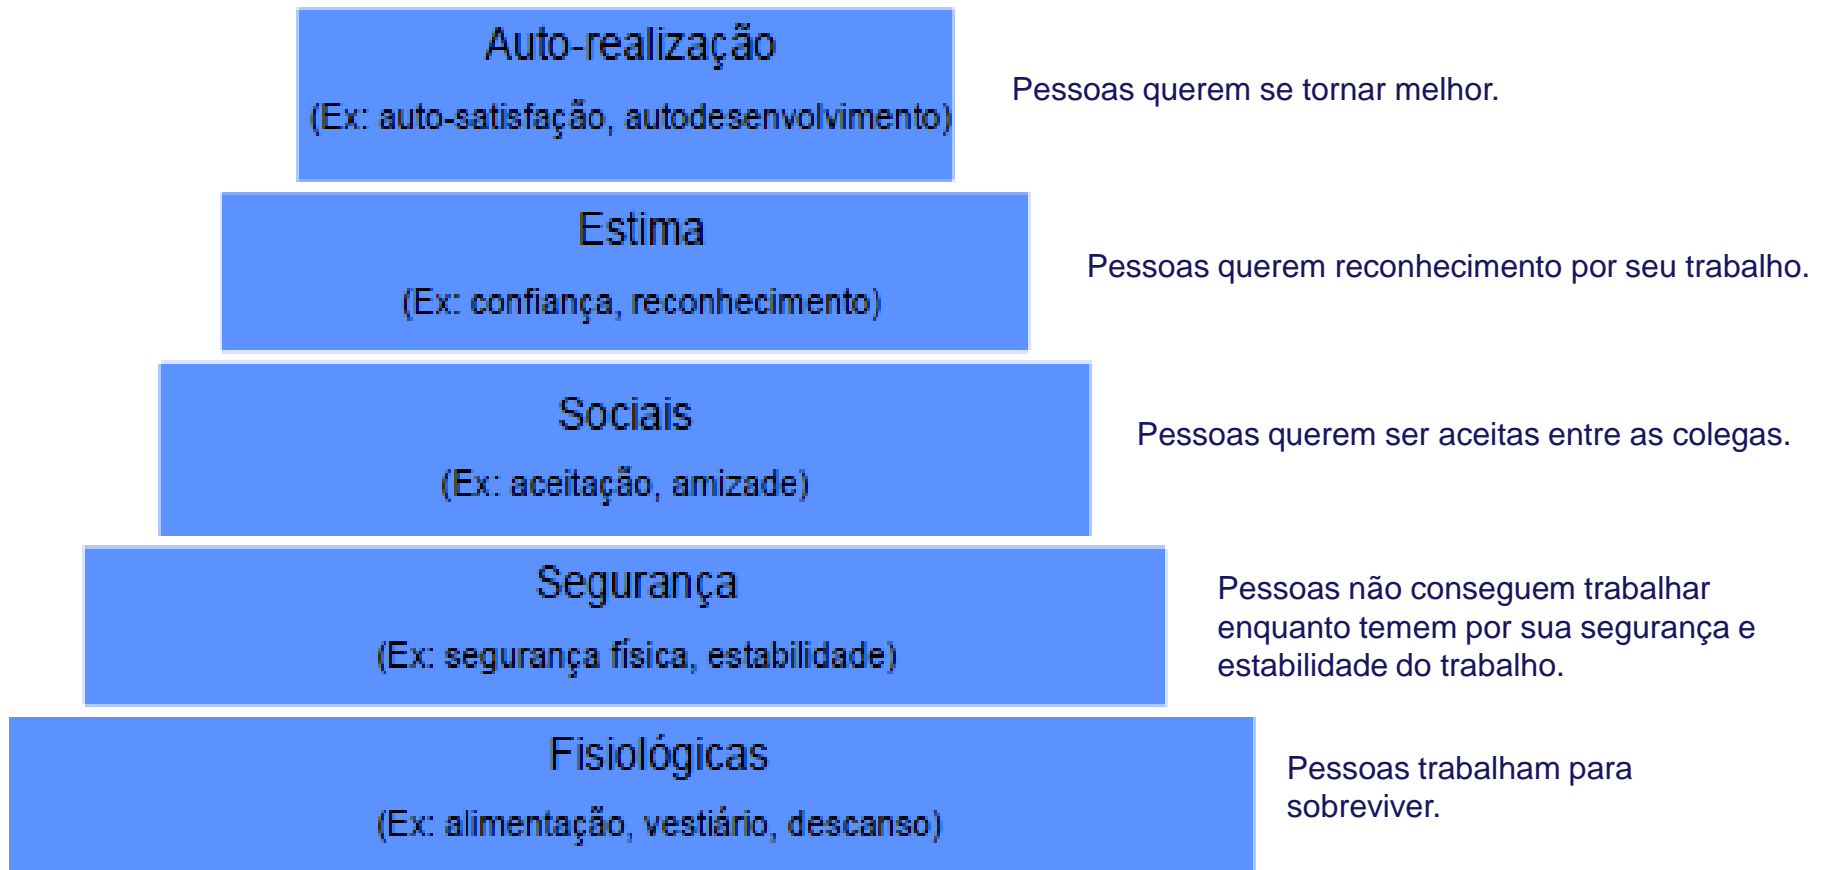 Auto-realização
(Ex: auto-satisfação, autodesenvolvimento)
Pessoas querem se tornar melhor.
Estima
(Ex: confiança, reconhecimento)
Pessoas querem reconhecimento por seu trabalho.
Sociais
(Ex: aceitação, amizade)
Pessoas querem ser aceitas entre as colegas.
Segurança
(Ex: segurança física, estabilidade)
Pessoas não conseguem trabalhar
enquanto temem por sua segurança e
estabilidade do trabalho.
Fisiológicas
(Ex: alimentação, vestiário, descanso)
Pessoas trabalham para
sobreviver.